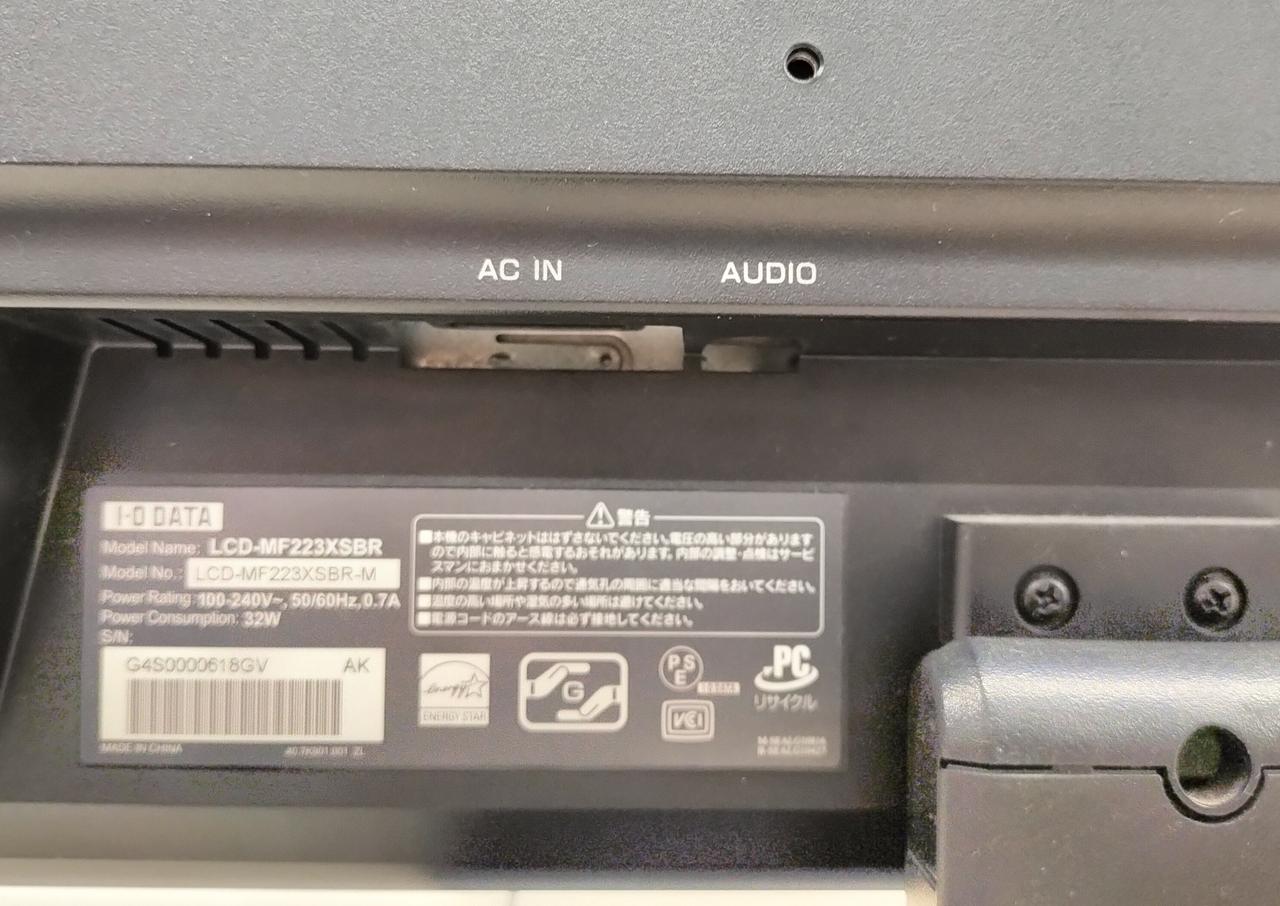 AC IN
AUDIO
I-O DATA
Model Name: LCD-MF223XSBR
Model No.: LCD-MF223XSBR-M
Power Rating: 100-240V~, 50/60Hz, 0.7A
Power Consumption: 32W
S/N:
G4S0000618GV AK
MADE IN CHINA
警告
■本機のキャビネットははずさないでください。電圧の高い部分があります
ので内部に触ると感電するおそれがあります。内部の調整・点検はサービ
スマンにおまかせください。
■内部の温度が上昇するので通気孔の周囲に適当な間隔をおいてください。
■温度の高い場所や湿気の多い場所は避けてください。
■電源コードのアース線は必ず接地してください。
energy
ENERGY STAR
G
PS
E
I-O DATA
VCI
PC
リサイクル